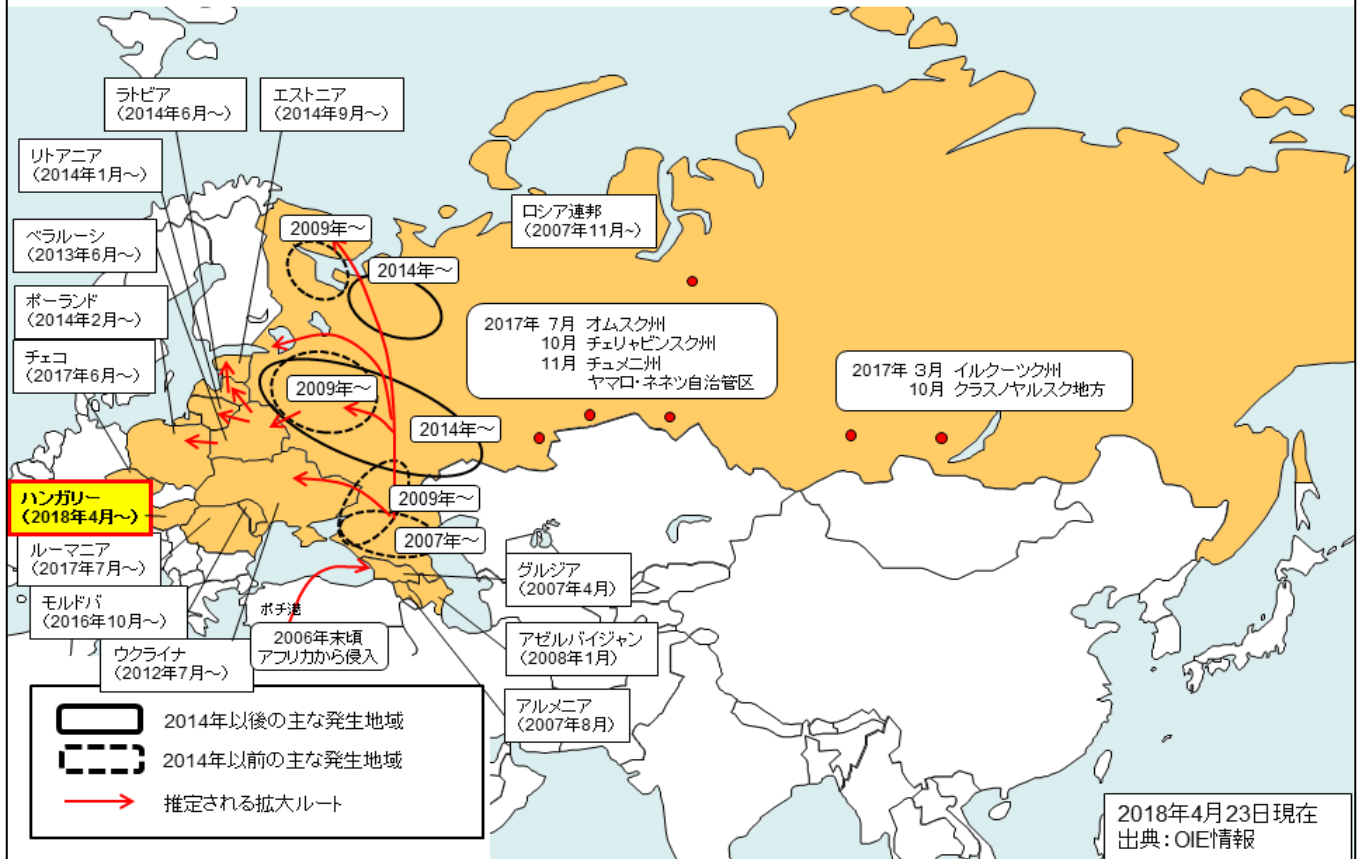 ラトビア
(2014年6月~)
エストニア
(2014年9月~)
リトアニア
(2014年1月~)
ベラルーシ
(2013年6月~)
ポーランド
(2014年2月~)
チェコ
(2017年6月~)
ハンガリー
(2018年4月~)
ルーマニア
(2017年7月~)
モルドバ
(2016年10月~)
ウクライナ
(2012年7月~)
ロシア連邦
(2007年11月~)
2009年~
2014年~
2009年~
2014年~
2009年~
2007年~
2017年 7月 オムスク州
10月 チェリャビンスク州
11月 チュメニ州
ヤマロ・ネネツ自治管区
2017年 3月 イルクーツク州
10月 クラスノヤルスク地方
グルジア
(2007年4月)
アゼルバイジャン
(2008年1月)
アルメニア
(2007年8月)
ポチ港
2006年末頃
アフリカから侵入
2014年以後の主な発生地域
2014年以前の主な発生地域
推定される拡大ルート
2018年4月23日現在
出典:OIE情報